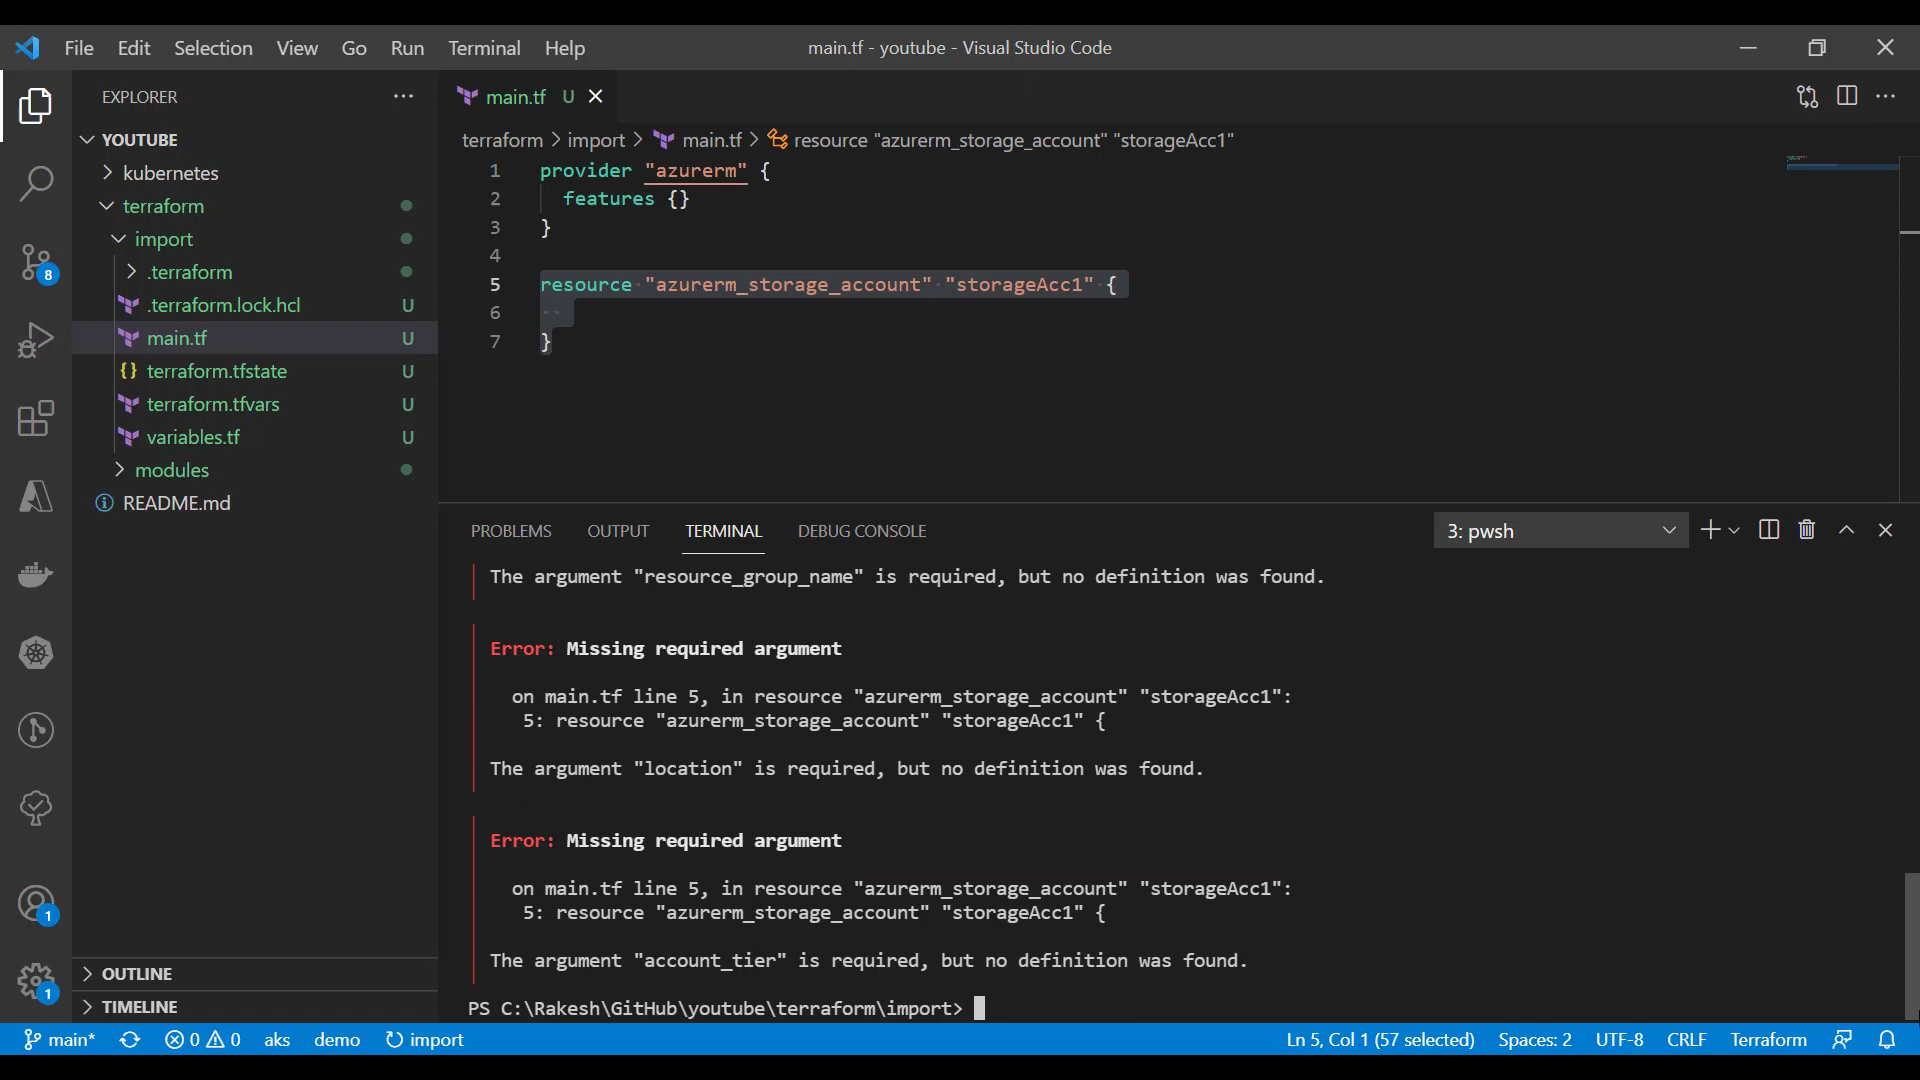 File Edit Selection View Go Run Terminal Help
main.tf - youtube - Visual Studio Code
EXPLORER
YOUTUBE
kubernetes
terraform
import
.terraform
.terraform.lock.hcl U
main.tf U
terraform.tfstate U
terraform.tfvars U
variables.tf U
modules
README.md
OUTLINE
TIMELINE
8
1
1
main.tf U
terraform > import > main.tf > resource "azurerm_storage_account" "storageAcc1"
1 provider "azurerm" {
2 features {}
3 }
4
5 resource "azurerm_storage_account" "storageAcc1" {
6
7 }
PROBLEMS OUTPUT TERMINAL DEBUG CONSOLE
3: pwsh
The argument "resource_group_name" is required, but no definition was found.
Error: Missing required argument
on main.tf line 5, in resource "azurerm_storage_account" "storageAcc1":
5: resource "azurerm_storage_account" "storageAcc1" {
The argument "location" is required, but no definition was found.
Error: Missing required argument
on main.tf line 5, in resource "azurerm_storage_account" "storageAcc1":
5: resource "azurerm_storage_account" "storageAcc1" {
The argument "account_tier" is required, but no definition was found.
PS C:\Rakesh\GitHub\youtube\terraform\import>
main* 0 0 aks demo import
Ln 5, Col 1 (57 selected) Spaces: 2 UTF-8 CRLF Terraform